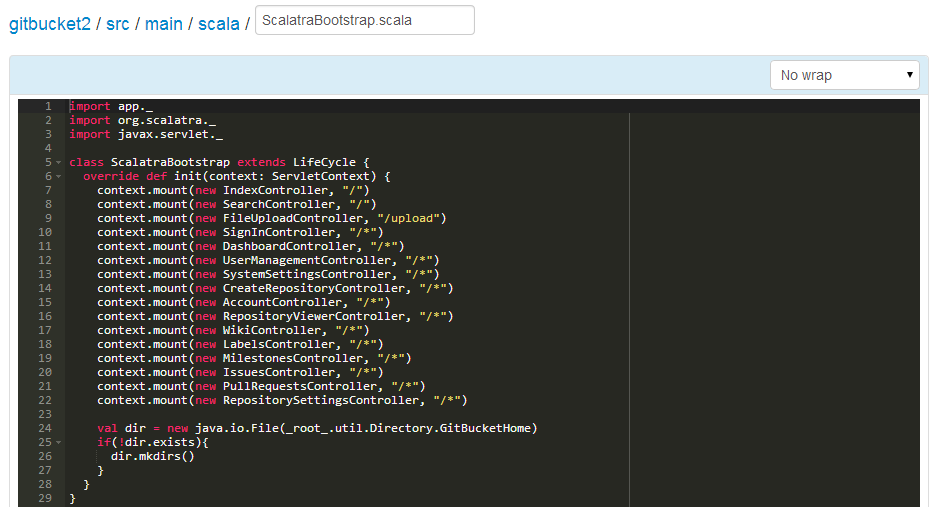 gitbucket2 / src / main / scala / ScalatraBootstrap.scala
No wrap
1 import app._
2 import org.scalatra._
3 import javax.servlet._
4
5 class ScalatraBootstrap extends LifeCycle {
6   override def init(context: ServletContext) {
7     context.mount(new IndexController, "/")
8     context.mount(new SearchController, "/")
9     context.mount(new FileUploadController, "/upload")
10     context.mount(new SignInController, "/*")
11     context.mount(new DashboardController, "/*")
12     context.mount(new UserManagementController, "/*")
13     context.mount(new SystemSettingsController, "/*")
14     context.mount(new CreateRepositoryController, "/*")
15     context.mount(new AccountController, "/*")
16     context.mount(new RepositoryViewerController, "/*")
17     context.mount(new WikiController, "/*")
18     context.mount(new LabelsController, "/*")
19     context.mount(new MilestonesController, "/*")
20     context.mount(new IssuesController, "/*")
21     context.mount(new PullRequestsController, "/*")
22     context.mount(new RepositorySettingsController, "/*")
23
24     val dir = new java.io.File(_root_.util.Directory.GitBucketHome)
25     if(!dir.exists){
26       dir.mkdirs()
27     }
28   }
29 }